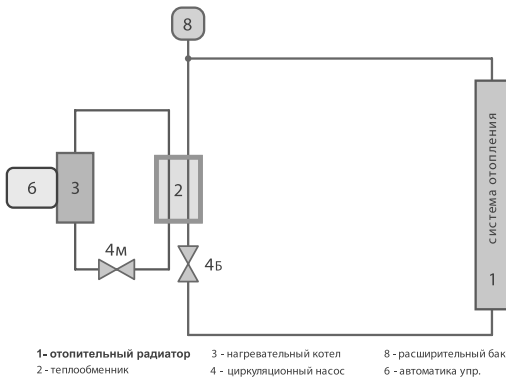 8
6
3
2
система отопления
1
4м
4Б
1- отопительный радиатор
3 - нагревательный котел
8 - расширительный бак
2 - теплообменник
4 - циркуляционный насос
6 - автоматика упр.